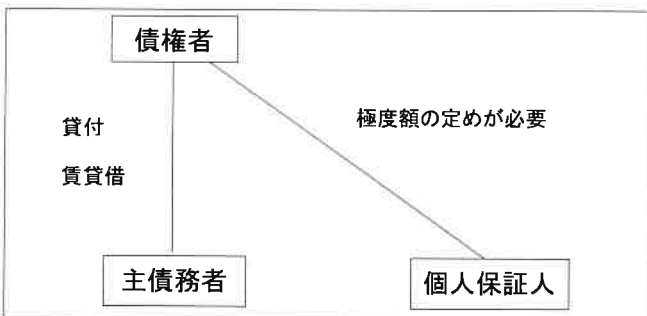 債権者
貸付
極度額の定めが必要
賃貸借
主債務者
個人保証人